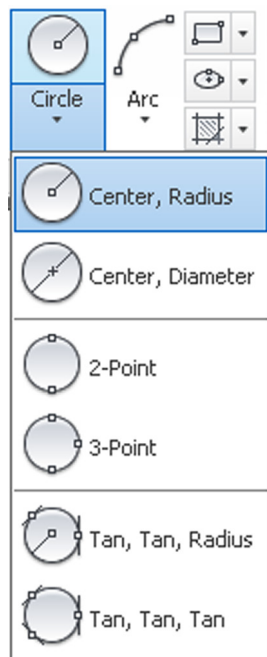 Circle
Arc
Center, Radius
Center, Diameter
2-Point
3-Point
Tan, Tan, Radius
Tan, Tan, Tan